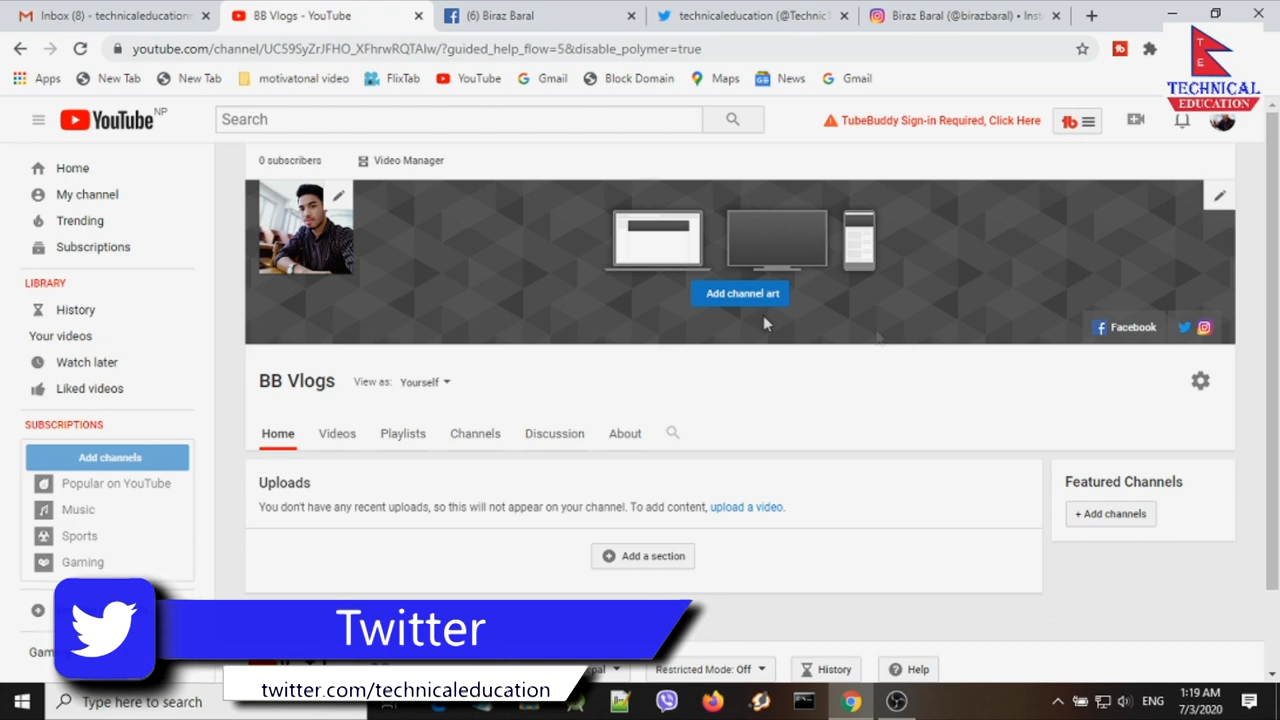 Inbox (8) - technicaleducationn
BB Vlogs - YouTube
(6) Biraz Baral
technicaleducation (@Technic
Biraz Baral (@birazbaral) • Inst
youtube.com/channel/UC59SyZrJFHO_XFhrwRQTAlw/?guided_help_flow=5&disable_polymer=true
Apps
New Tab
New Tab
motivatonal video
FlixTab
YouTube
Gmail
Block Domain
Maps
News
Gmail
T
E
TECHNICAL
EDUCATION
YouTube NP
Search
TubeBuddy Sign-in Required, Click Here
tb
Home
My channel
Trending
Subscriptions
LIBRARY
History
Your videos
Watch later
Liked videos
SUBSCRIPTIONS
Add channels
Popular on YouTube
Music
Sports
Gaming
0 subscribers
Video Manager
Add channel art
Facebook
BB Vlogs
View as: Yourself
Home
Videos
Playlists
Channels
Discussion
About
Uploads
You don't have any recent uploads, so this will not appear on your channel. To add content, upload a video.
Add a section
Featured Channels
+ Add channels
Twitter
twitter.com/technicaleducation
Restricted Mode: Off
History
Help
Type here to search
ENG
1:19 AM
7/3/2020